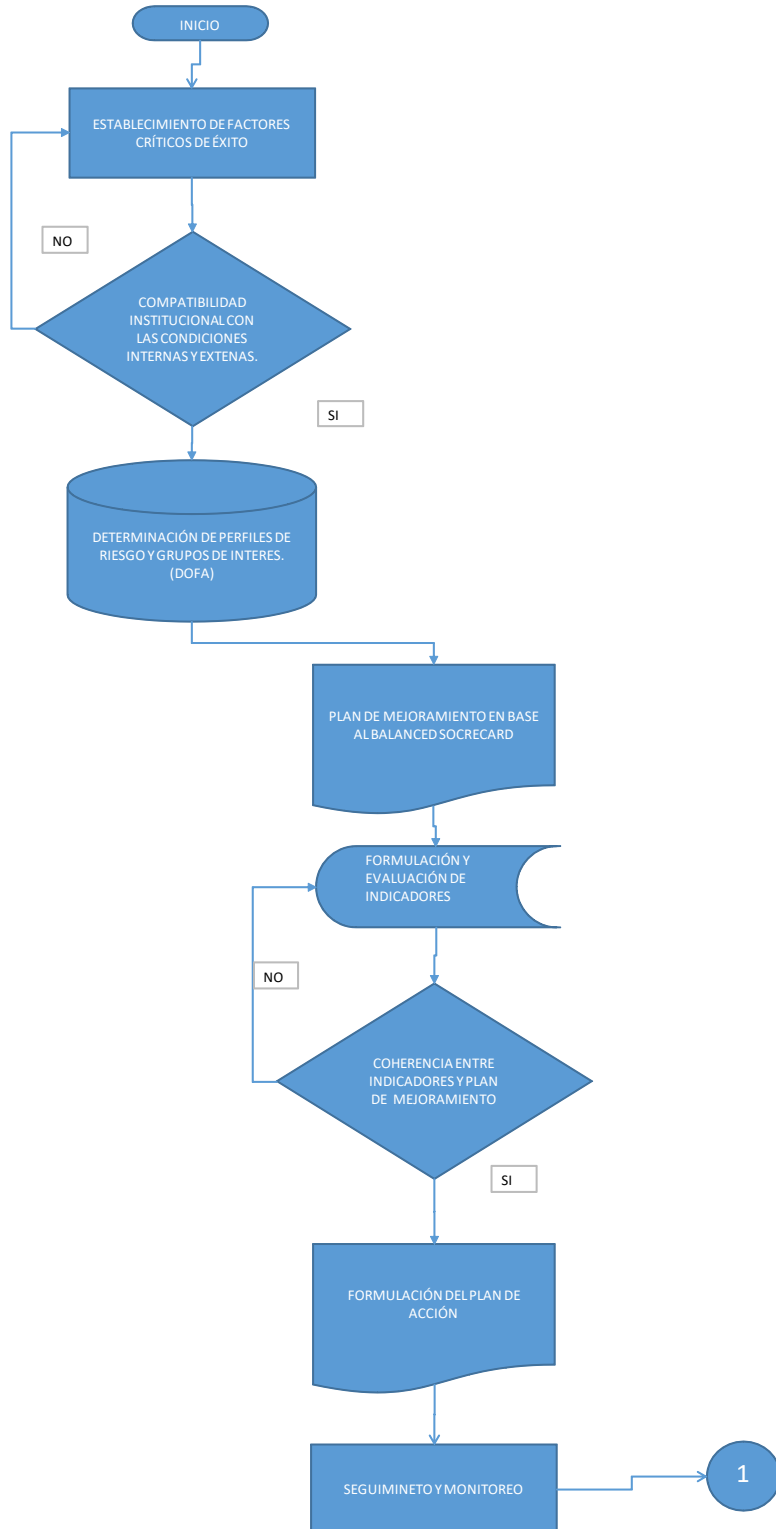 INICIO
ESTABLECIMIENTO DE FACTORES
CRÍTICOS DE ÉXITO
NO
COMPATIBILIDAD
INSTITUCIONAL CON
LAS CONDICIONES
INTERNAS Y EXTENAS.
SI
DETERMINACIÓN DE PERFILES DE
RIESGO Y GRUPOS DE INTERES.
(DOFA)
PLAN DE MEJORAMIENTO EN BASE
AL BALANCED SOCRECARD
FORMULACIÓN Y
EVALUACIÓN DE
INDICADORES
NO
COHERENCIA ENTRE
INDICADORES Y PLAN
DE MEJORAMIENTO
SI
FORMULACIÓN DEL PLAN DE
ACCIÓN
SEGUIMINETO Y MONITOREO
1